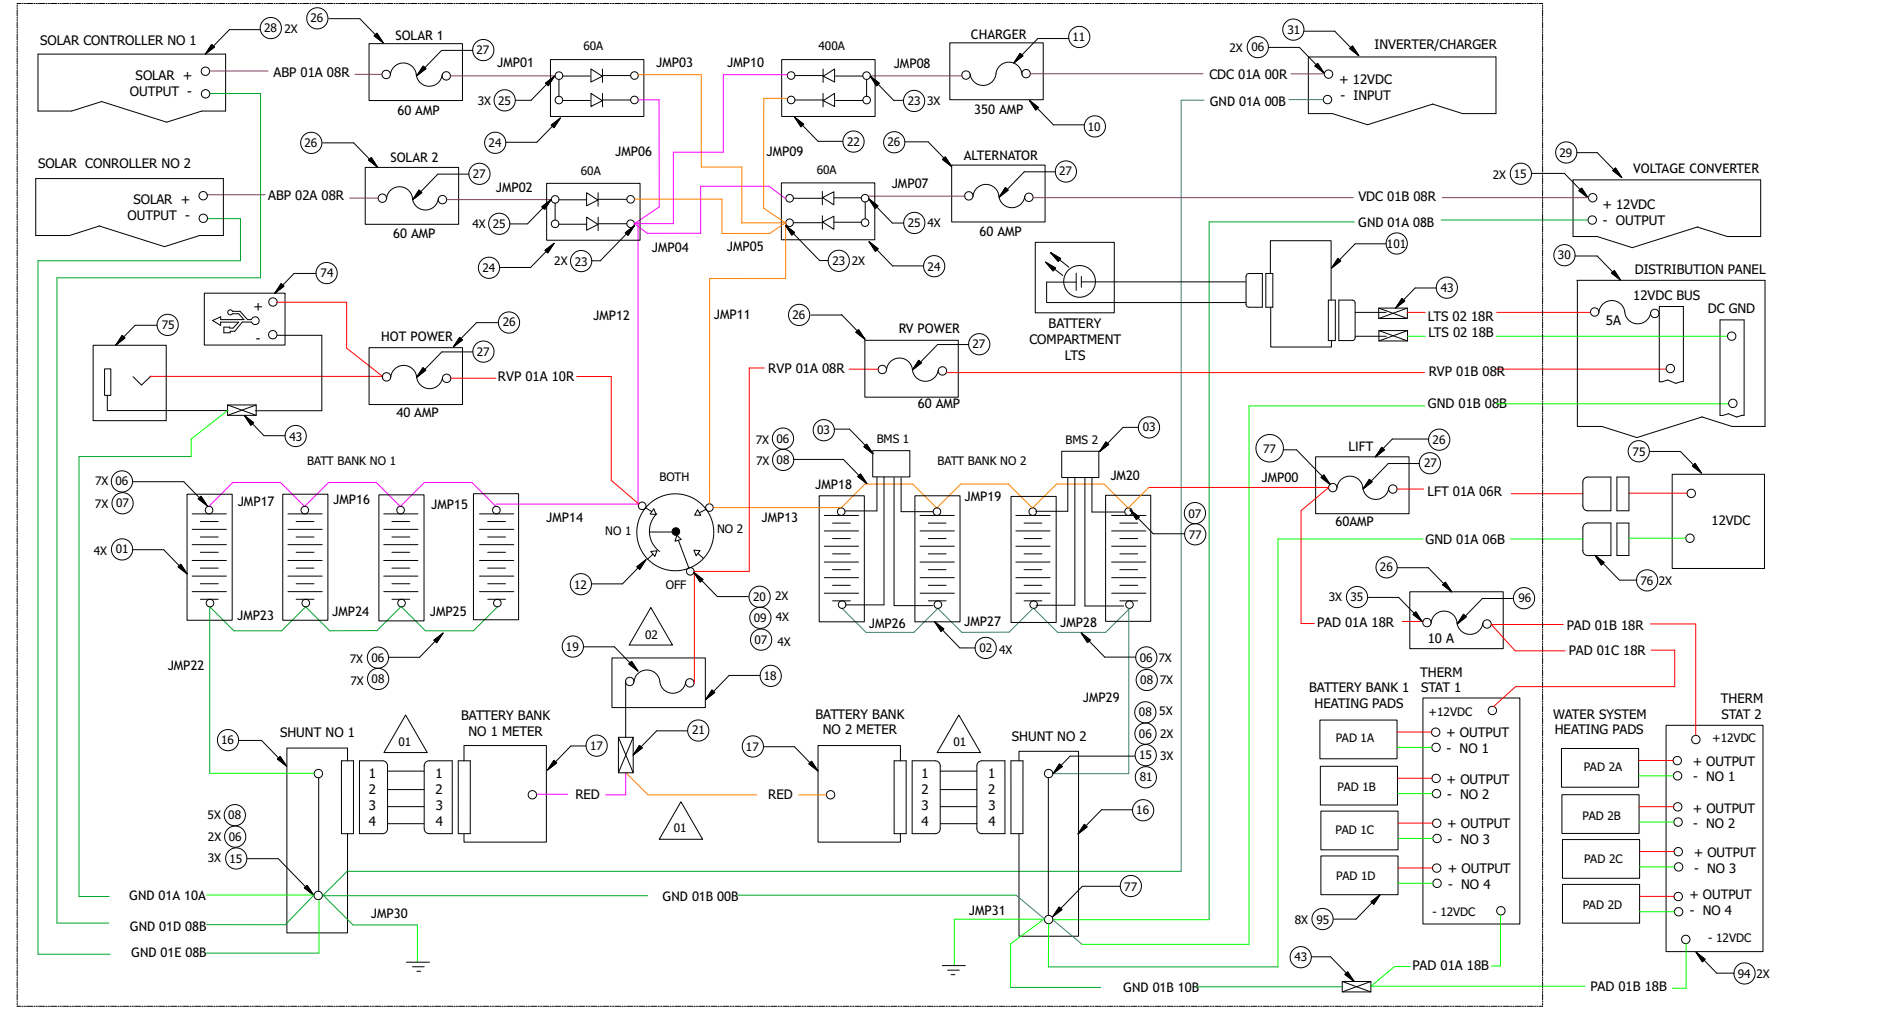 SOLAR CONTROLLER NO 1
SOLAR +
OUTPUT -
28 2X
26
SOLAR 1
27
60 AMP
ABP 01A 08R
JMP01
60A
3X 25
24
JMP03
JMP10
400A
JMP08
23 3X
22
CHARGER
11
350 AMP
10
CDC 01A 00R
GND 01A 00B
2X 06
31
INVERTER/CHARGER
+ 12VDC
- INPUT
SOLAR CONROLLER NO 2
SOLAR +
OUTPUT -
26
SOLAR 2
27
60 AMP
ABP 02A 08R
JMP02
60A
4X 25
24
2X 23
JMP06
JMP04
JMP05
JMP09
60A
JMP07
25 4X
23 2X
24
26
ALTERNATOR
27
60 AMP
VDC 01B 08R
GND 01A 08B
2X 15
29
VOLTAGE CONVERTER
+ 12VDC
- OUTPUT
74
+
-
75
HOT POWER
26
27
40 AMP
43
RVP 01A 10R
JMP12
JMP11
BATTERY
COMPARTMENT
LTS
101
43
LTS 02 18R
LTS 02 18B
30
DISTRIBUTION PANEL
12VDC BUS
5A
DC GND
26
RV POWER
27
60 AMP
RVP 01A 08R
RVP 01B 08R
GND 01B 08B
BATT BANK NO 1
7X 06
7X 07
4X 01
JMP17
JMP16
JMP15
JMP14
JMP23
JMP24
JMP25
7X 06
7X 08
JMP22
BOTH
NO 1
NO 2
OFF
12
20 2X
09 4X
07 4X
JMP13
7X 06
7X 08
03
BMS 1
BATT BANK NO 2
BMS 2
03
JMP18
JMP19
JM20
JMP00
07
77
JMP26
JMP27
JMP28
02 4X
06 7X
08 7X
JMP29
77
LIFT
26
27
60AMP
LFT 01A 06R
GND 01A 06B
75
12VDC
76 2X
26
3X 35
96
10 A
PAD 01A 18R
PAD 01B 18R
PAD 01C 18R
02
19
18
21
01
RED
RED
16
SHUNT NO 1
01
1
2
3
4
1
2
3
4
BATTERY BANK
NO 1 METER
17
17
BATTERY BANK
NO 2 METER
01
1
2
3
4
1
2
3
4
SHUNT NO 2
08 5X
06 2X
15 3X
81
16
77
5X 08
2X 06
3X 15
GND 01A 10A
GND 01D 08B
GND 01E 08B
JMP30
GND 01B 00B
JMP31
GND 01B 10B
43
PAD 01A 18B
PAD 01B 18B
BATTERY BANK 1
HEATING PADS
PAD 1A
PAD 1B
PAD 1C
PAD 1D
8X 95
THERM
STAT 1
+12VDC
+ OUTPUT
- NO 1
+ OUTPUT
- NO 2
+ OUTPUT
- NO 3
+ OUTPUT
- NO 4
- 12VDC
WATER SYSTEM
HEATING PADS
PAD 2A
PAD 2B
PAD 2C
PAD 2D
THERM
STAT 2
+12VDC
+ OUTPUT
- NO 1
+ OUTPUT
- NO 2
+ OUTPUT
- NO 3
+ OUTPUT
- NO 4
- 12VDC
94 2X